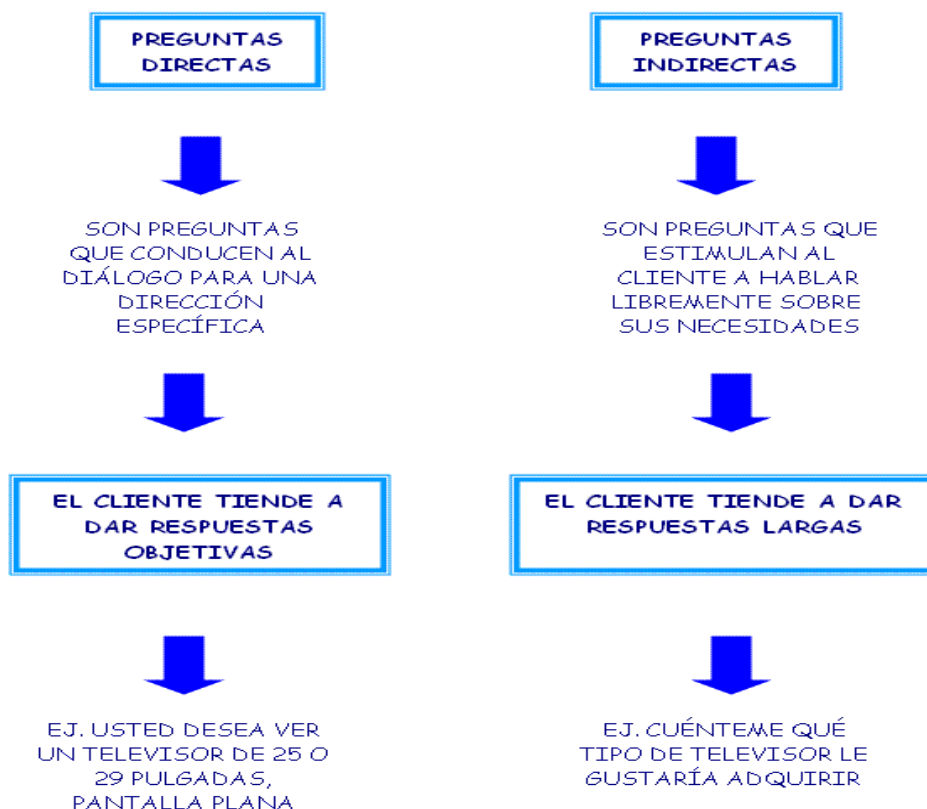 PREGUNTAS
DIRECTAS
SON PREGUNTAS
QUE CONDUCEN AL
DIÁLOGO PARA UNA
DIRECCIÓN
ESPECÍFICA
EL CLIENTE TIENDE A
DAR RESPUESTAS
OBJETIVAS
EJ. USTED DESEA VER
UN TELEVISOR DE 25 O
29 PULGADAS,
PANTALLA PLANA
PREGUNTAS
INDIRECTAS
SON PREGUNTAS QUE
ESTIMULAN AL
CLIENTE A HABLAR
LIBREMENTE SOBRE
SUS NECESIDADES
EL CLIENTE TIENDE A DAR
RESPUESTAS LARGAS
EJ. CUÉNTEME QUÉ
TIPO DE TELEVISOR LE
GUSTARÍA ADQUIRIR